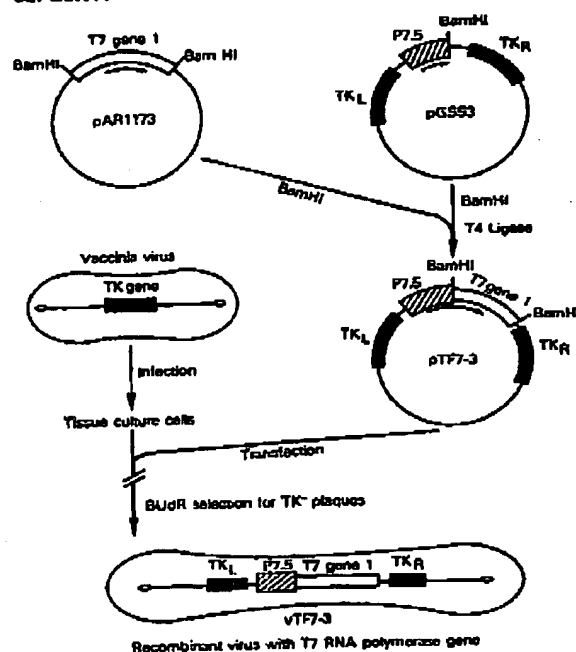 T7 gene 1
BamHI
Bam HI
pAR1173
BamHI
P7.5
TKR
TKL
pGS53
BamHI
BamHI
T4 Ligase
Vaccinia virus
TK gene
BamHI
P7.5
T7 gene 1
BamHI
TKL
TKR
pTF7-3
Infection
Tissue culture cells
Transfection
BUdR selection for TK⁻ plaques
TKL
P7.5
T7 gene 1
TKR
vTF7-3
Recombinant virus with T7 RNA polymerase gene